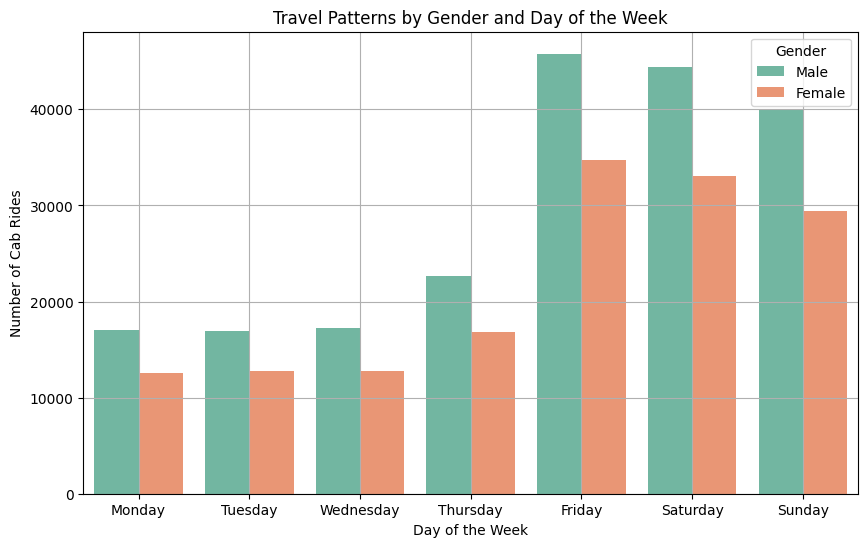 Travel Patterns by Gender and Day of the Week
Gender
Male
Female
40000
30000
20000
10000
0
Number of Cab Rides
Monday Tuesday Wednesday Thursday Friday Saturday Sunday
Day of the Week